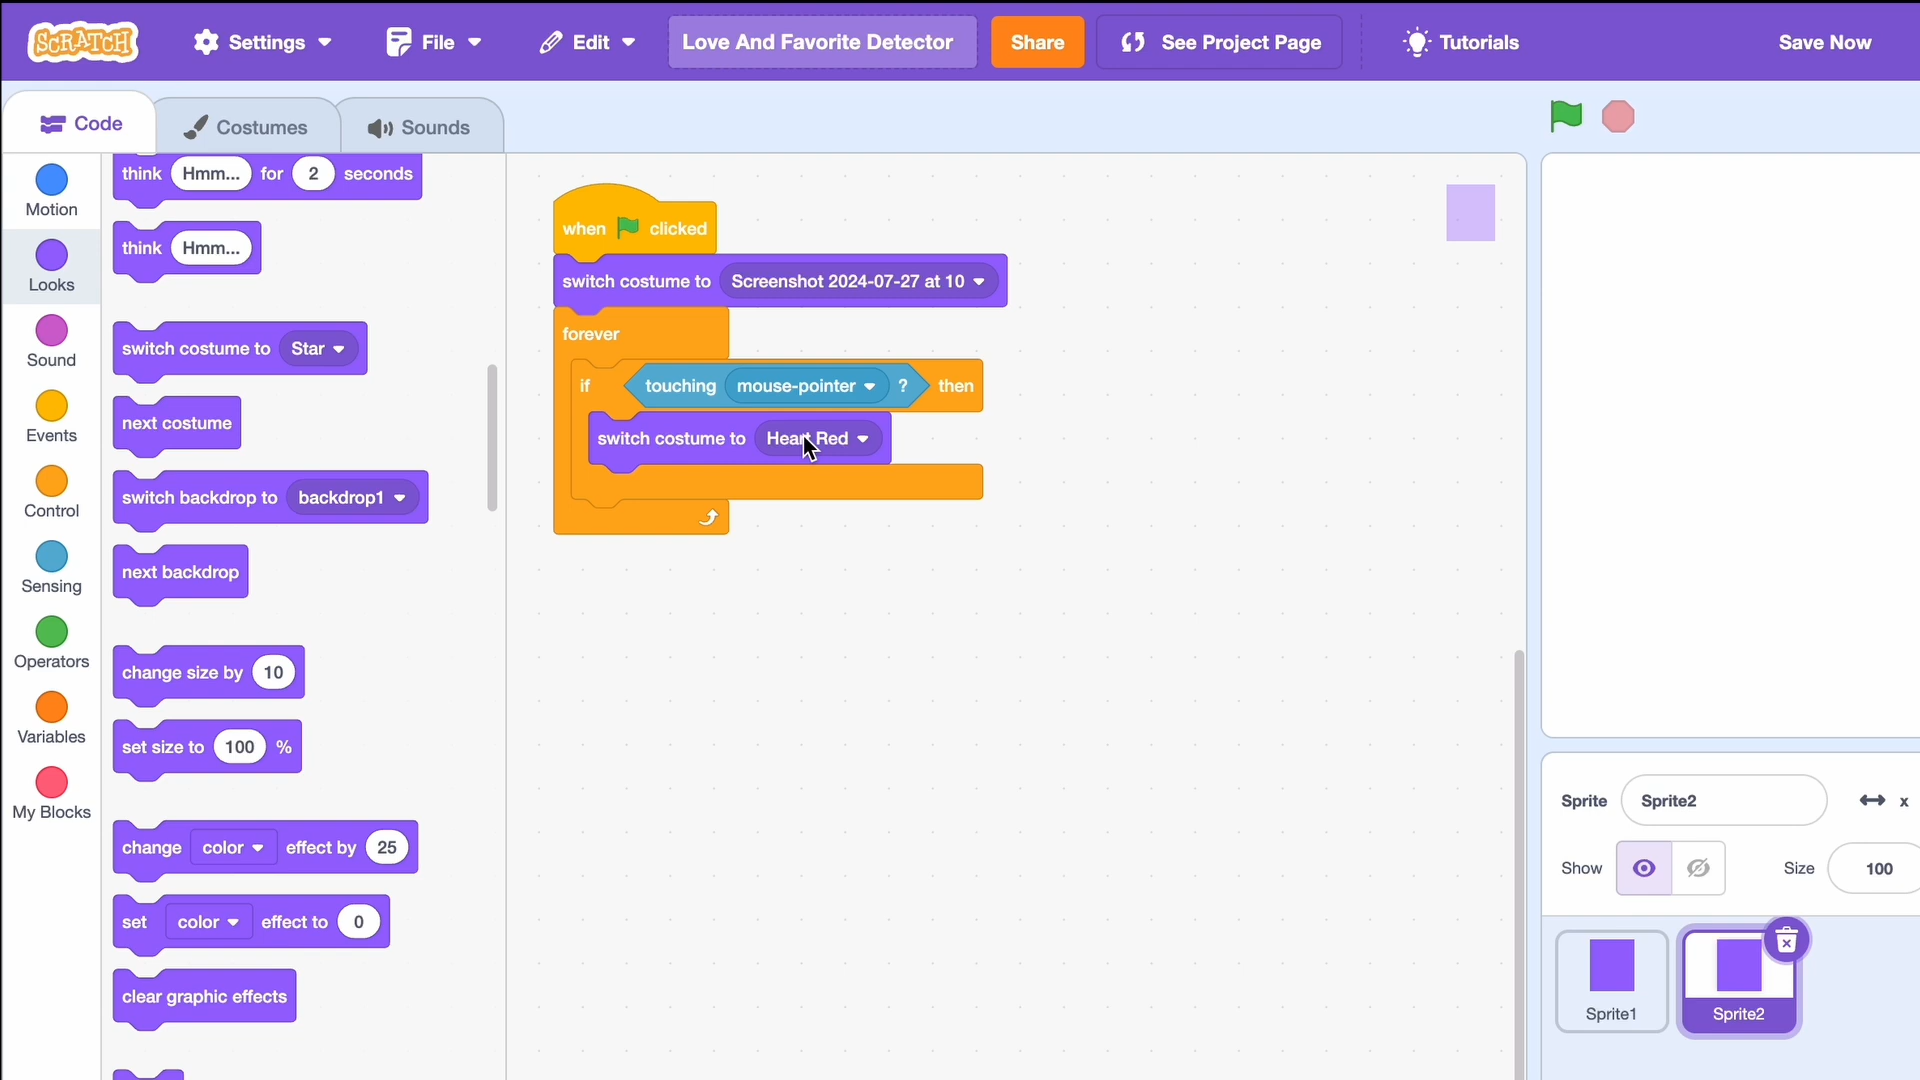 SCRATCH
Settings
File
Edit
Love And Favorite Detector
Share
See Project Page
Tutorials
Save Now
Code
Costumes
Sounds
Motion
Looks
Sound
Events
Control
Sensing
Operators
Variables
My Blocks
think Hmm... for 2 seconds
think Hmm...
switch costume to Star
next costume
switch backdrop to backdrop1
next backdrop
change size by 10
set size to 100 %
change color effect by 25
set color effect to 0
clear graphic effects
when clicked
switch costume to Screenshot 2024-07-27 at 10
forever
if touching mouse-pointer ? then
switch costume to Heart Red
Sprite Sprite2 x
Show Size 100
Sprite1
Sprite2